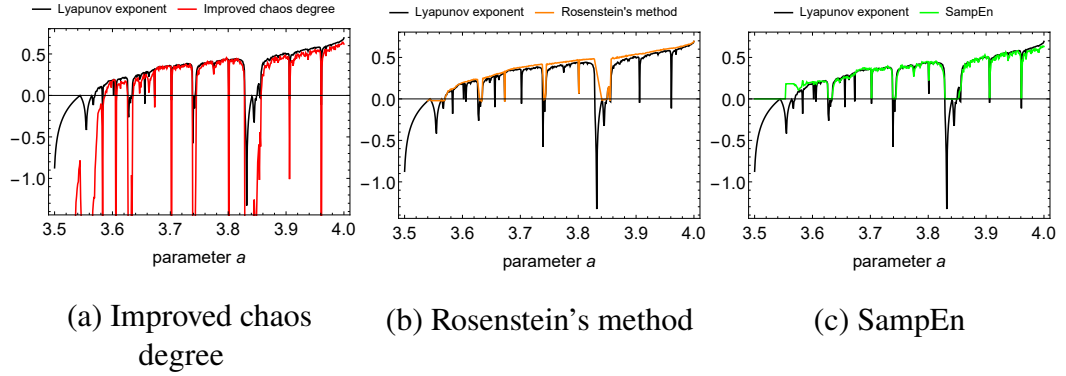 Lyapunov exponent Improved chaos degree
0.5
0.0
-0.5
-1.0
3.5 3.6 3.7 3.8 3.9 4.0
parameter a
(a) Improved chaos
degree
Lyapunov exponent Rosenstein's method
0.5
0.0
-0.5
-1.0
3.5 3.6 3.7 3.8 3.9 4.0
parameter a
(b) Rosenstein's method
Lyapunov exponent SampEn
0.5
0.0
-0.5
-1.0
3.5 3.6 3.7 3.8 3.9 4.0
parameter a
(c) SampEn